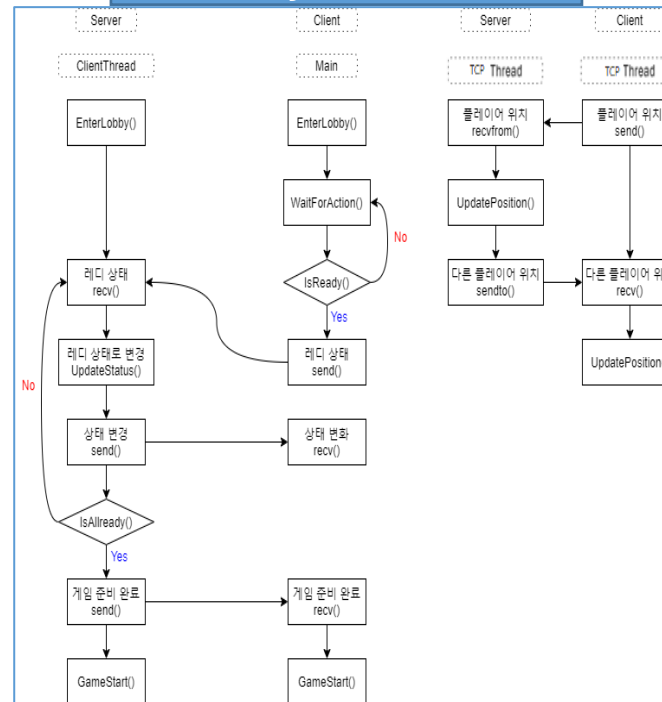 Server
ClientThread
EnterLobby()
레디 상태
recv()
레디 상태로 변경
UpdateStatus()
No
상태 변경
send()
IsAllready()
Yes
게임 준비 완료
send()
GameStart()
Client
Main
EnterLobby()
WaitForAction()
No
IsReady()
Yes
레디 상태
send()
상태 변화
recv()
게임 준비 완료
recv()
GameStart()
Server
TCP Thread
플레이어 위치
recvfrom()
UpdatePosition()
다른 플레이어 위치
sendto()
Client
TCP Thread
플레이어 위치
send()
다른 플레이어
recv()
UpdatePosition